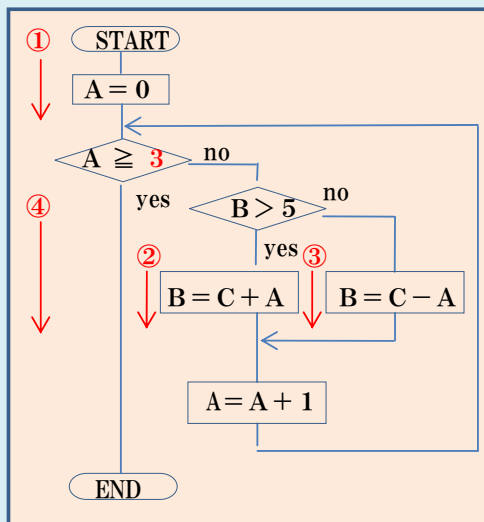 ① START
A = 0
A ≧ 3 no
yes
B > 5 no
yes
④
② ③
B = C + A B = C − A
A = A + 1
END